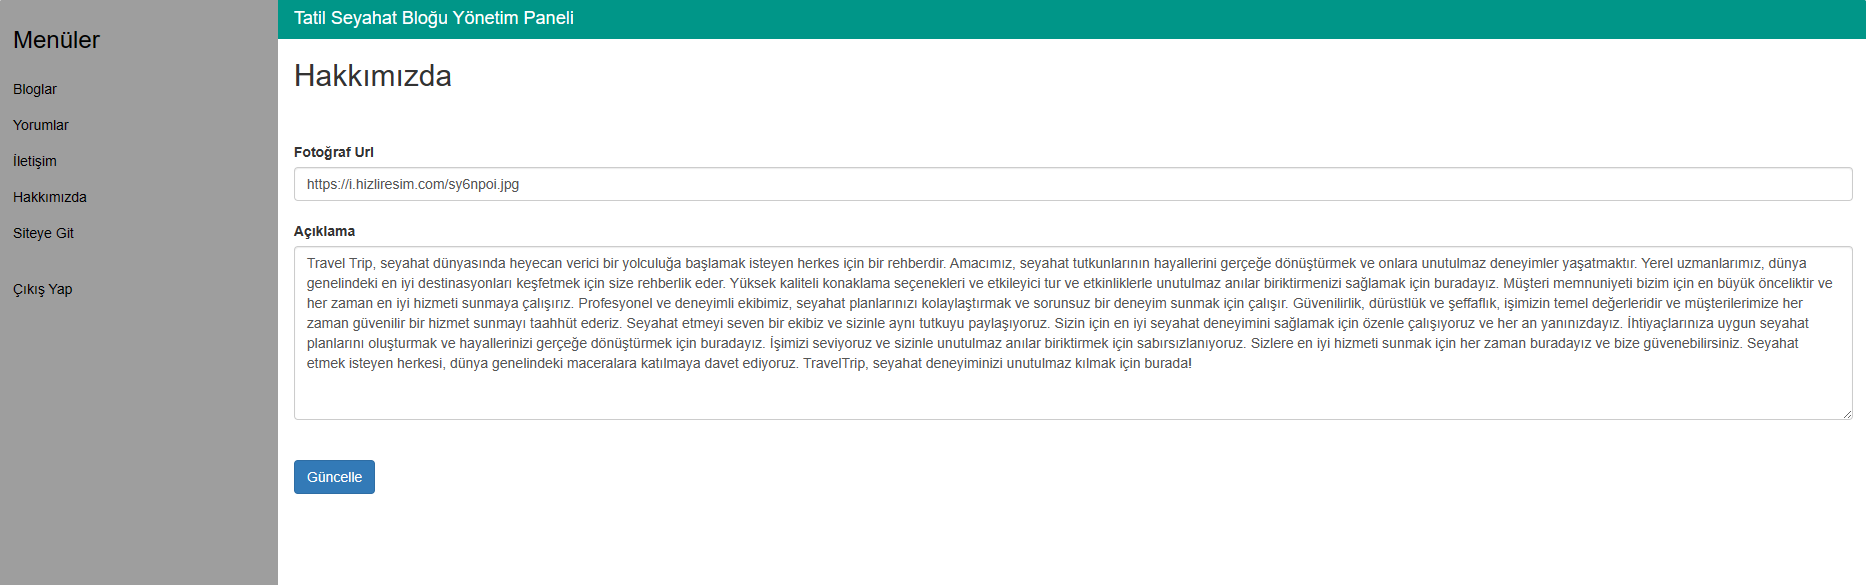 Tatil Seyahat Bloğu Yönetim Paneli
Menüler
Bloglar
Yorumlar
İletişim
Hakkımızda
Siteye Git
Çıkış Yap
Hakkımızda
Fotoğraf Url
https://i.hizliresim.com/sy6npoi.jpg
Açıklama
Travel Trip, seyahat dünyasında heyecan verici bir yolculuğa başlamak isteyen herkes için bir rehberdir. Amacımız, seyahat tutkunlarının hayallerini gerçeğe dönüştürmek ve onlara unutulmaz deneyimler yaşatmaktır. Yerel uzmanlarımız, dünya
genelindeki en iyi destinasyonları keşfetmek için size rehberlik eder. Yüksek kaliteli konaklama seçenekleri ve etkileyici tur ve etkinliklerle unutulmaz anılar biriktirmenizi sağlamak için buradayız. Müşteri memnuniyeti bizim için en büyük önceliktir ve
her zaman en iyi hizmeti sunmaya çalışırız. Profesyonel ve deneyimli ekibimiz, seyahat planlarınızı kolaylaştırmak ve sorunsuz bir deneyim sunmak için çalışır. Güvenilirlik, dürüstlük ve şeffaflık, işimizin temel değerleridir ve müşterilerimize her
zaman güvenilir bir hizmet sunmayı taahhüt ederiz. Seyahat etmeyi seven bir ekibiz ve sizinle aynı tutkuyu paylaşıyoruz. Sizin için en iyi seyahat deneyimini sağlamak için özenle çalışıyoruz ve her an yanınızdayız. İhtiyaçlarınıza uygun seyahat
planlarını oluşturmak ve hayallerinizi gerçeğe dönüştürmek için buradayız. İşimizi seviyoruz ve sizinle unutulmaz anılar biriktirmek için sabırsızlanıyoruz. Sizlere en iyi hizmeti sunmak için her zaman buradayız ve bize güvenebilirsiniz. Seyahat
etmek isteyen herkesi, dünya genelindeki maceralara katılmaya davet ediyoruz. TravelTrip, seyahat deneyiminizi unutulmaz kılmak için burada!
Güncelle